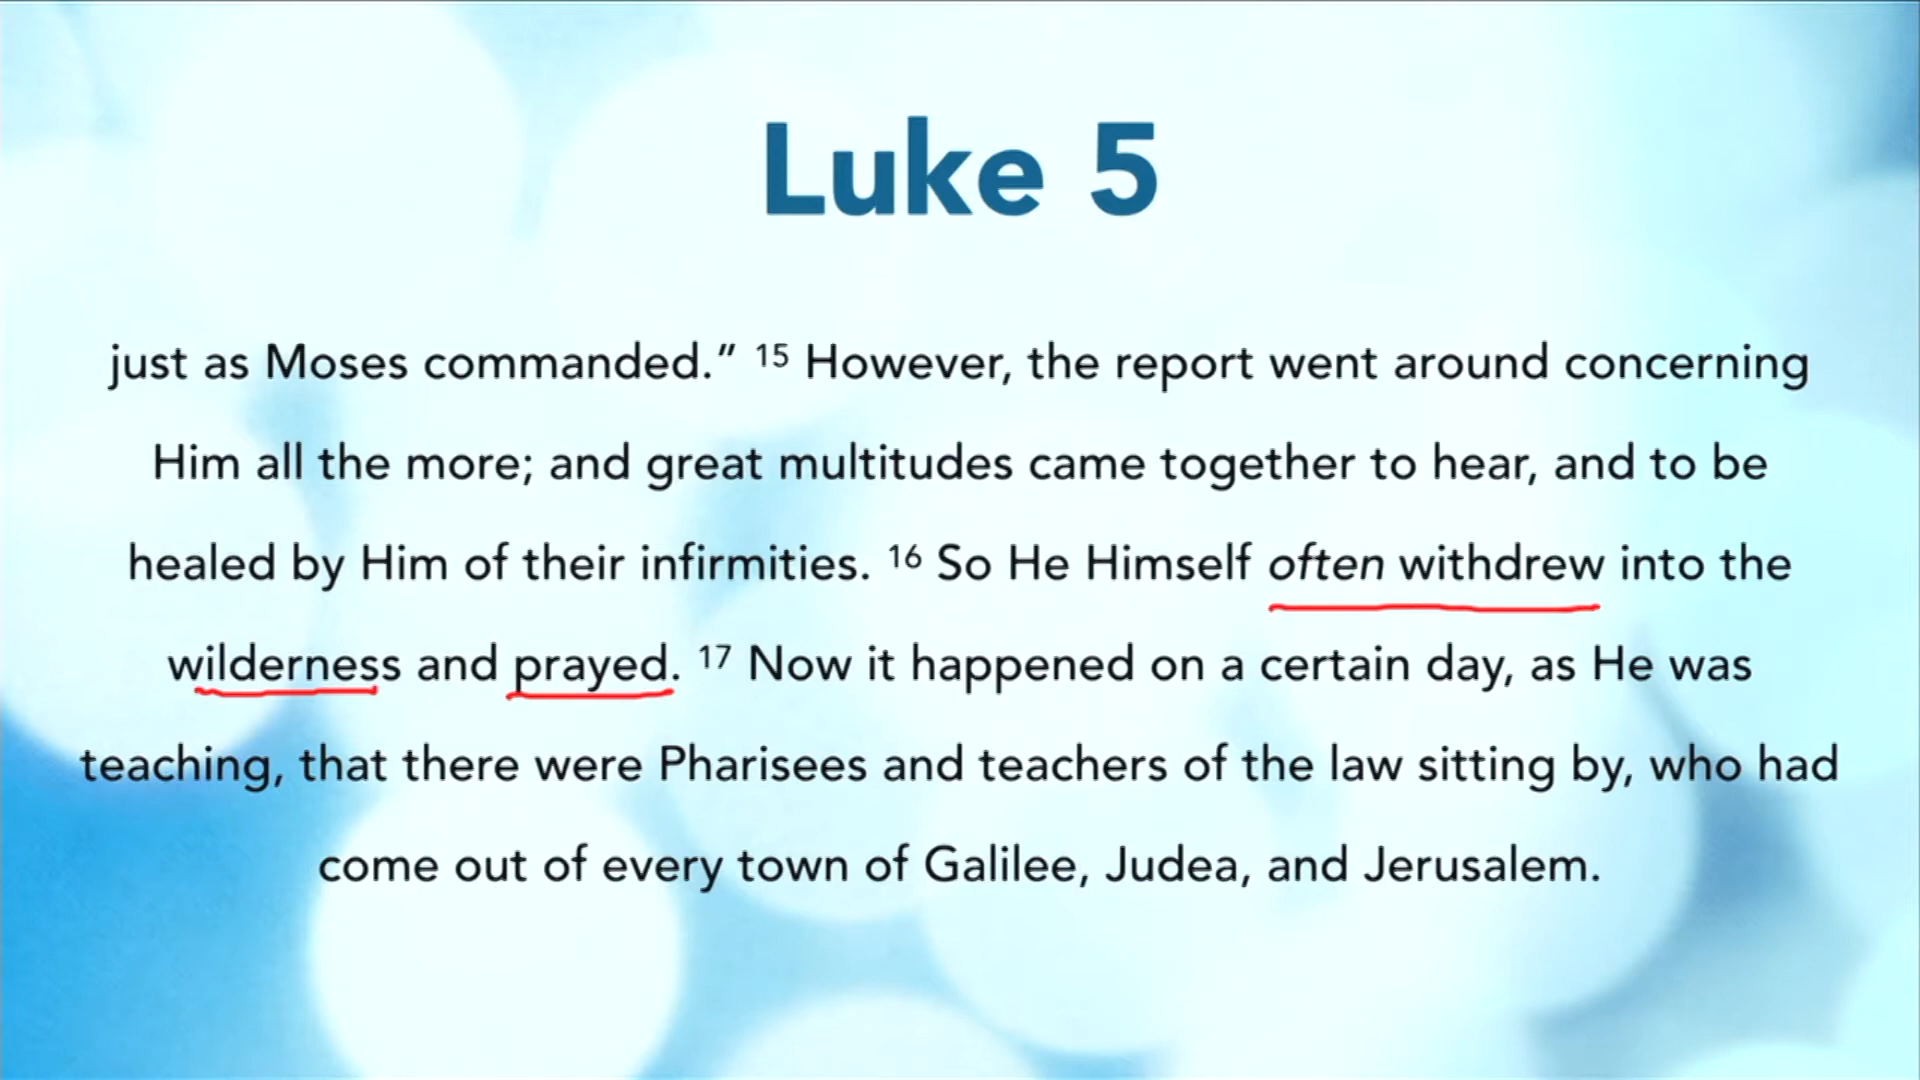 Luke 5
just as Moses commanded.” 15 However, the report went around concerning
Him all the more; and great multitudes came together to hear, and to be
healed by Him of their infirmities. 16 So He Himself often withdrew into the
wilderness and prayed. 17 Now it happened on a certain day, as He was
teaching, that there were Pharisees and teachers of the law sitting by, who had
come out of every town of Galilee, Judea, and Jerusalem.